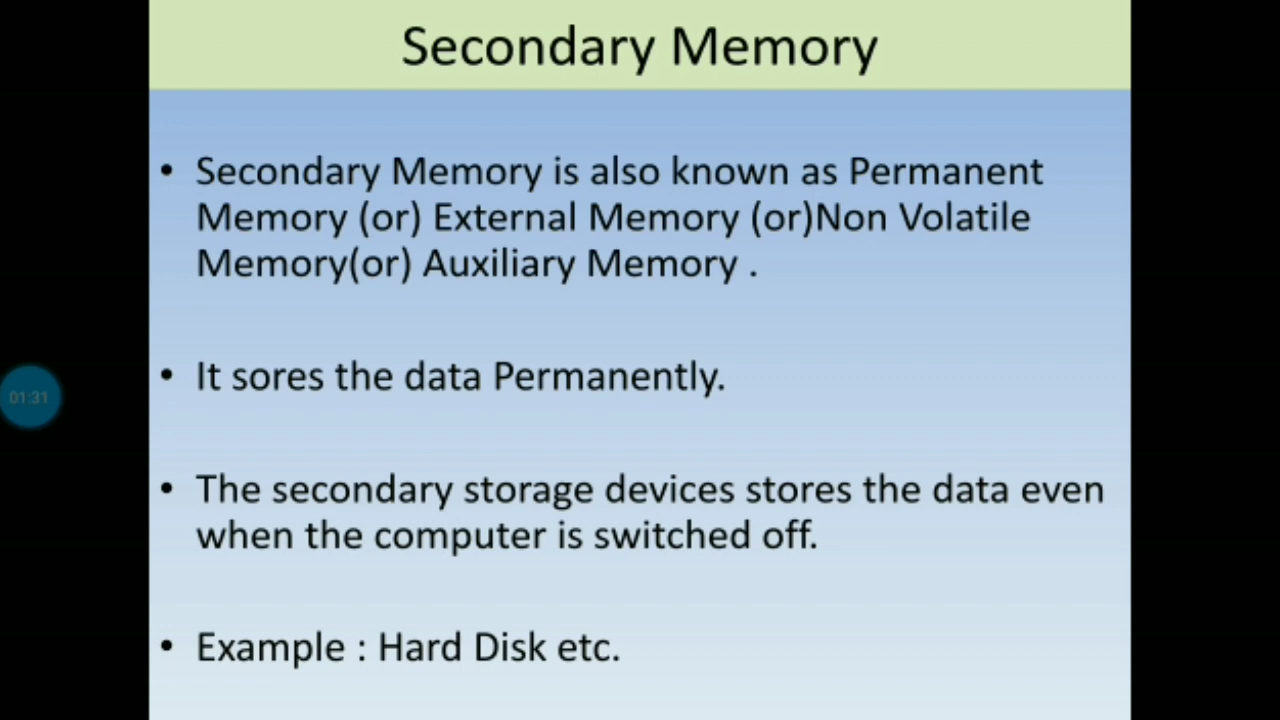 Secondary Memory
• Secondary Memory is also known as Permanent
Memory (or) External Memory (or)Non Volatile
Memory(or) Auxiliary Memory .
• It sores the data Permanently.
01:31
• The secondary storage devices stores the data even
when the computer is switched off.
• Example : Hard Disk etc.